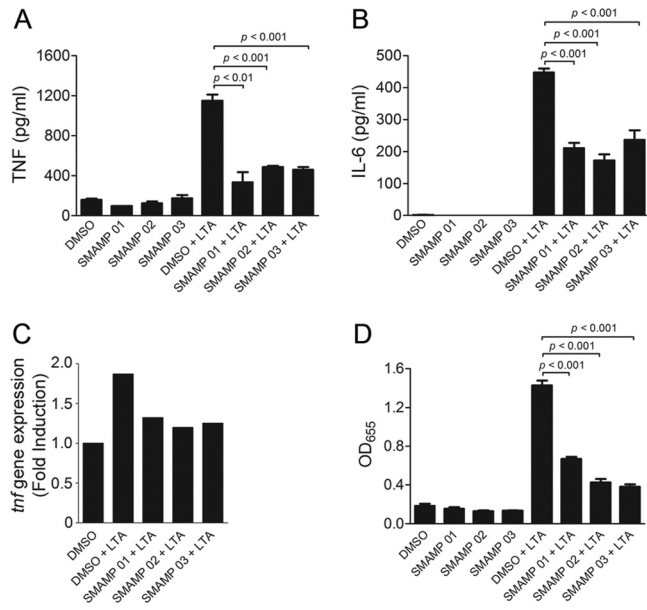 A
p < 0.001
p < 0.001
p < 0.01
TNF (pg/ml)
1600
1200
800
400
0
DMSO
SMAMP 01
SMAMP 02
SMAMP 03
DMSO + LTA
SMAMP 01 + LTA
SMAMP 02 + LTA
SMAMP 03 + LTA
B
p < 0.001
p < 0.001
p < 0.001
IL-6 (pg/ml)
500
400
300
200
100
0
DMSO
SMAMP 01
SMAMP 02
SMAMP 03
DMSO + LTA
SMAMP 01 + LTA
SMAMP 02 + LTA
SMAMP 03 + LTA
C
tnf gene expression
(Fold Induction)
2.0
1.5
1.0
0.5
0
DMSO
DMSO + LTA
SMAMP 01 + LTA
SMAMP 02 + LTA
SMAMP 03 + LTA
D
p < 0.001
p < 0.001
p < 0.001
OD655
1.6
1.2
0.8
0.4
0.0
DMSO
SMAMP 01
SMAMP 02
SMAMP 03
DMSO + LTA
SMAMP 01 + LTA
SMAMP 02 + LTA
SMAMP 03 + LTA